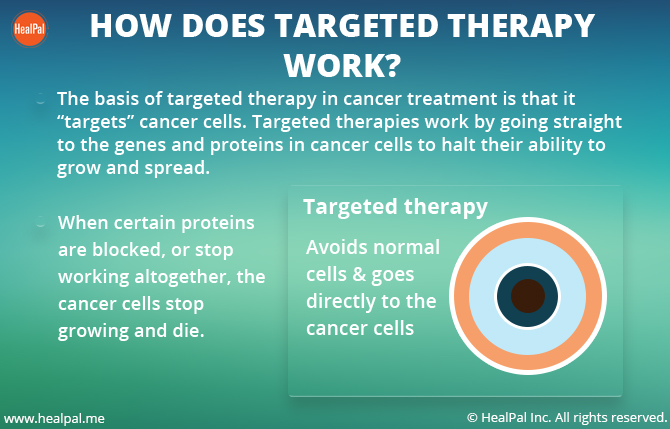 HealPal
HOW DOES TARGETED THERAPY
WORK?
The basis of targeted therapy in cancer treatment is that it
“targets” cancer cells. Targeted therapies work by going straight
to the genes and proteins in cancer cells to halt their ability to
grow and spread.
When certain proteins
are blocked, or stop
working altogether, the
cancer cells stop
growing and die.
Targeted therapy
Avoids normal
cells & goes
directly to the
cancer cells
www.healpal.me
© HealPal Inc. All rights reserved.